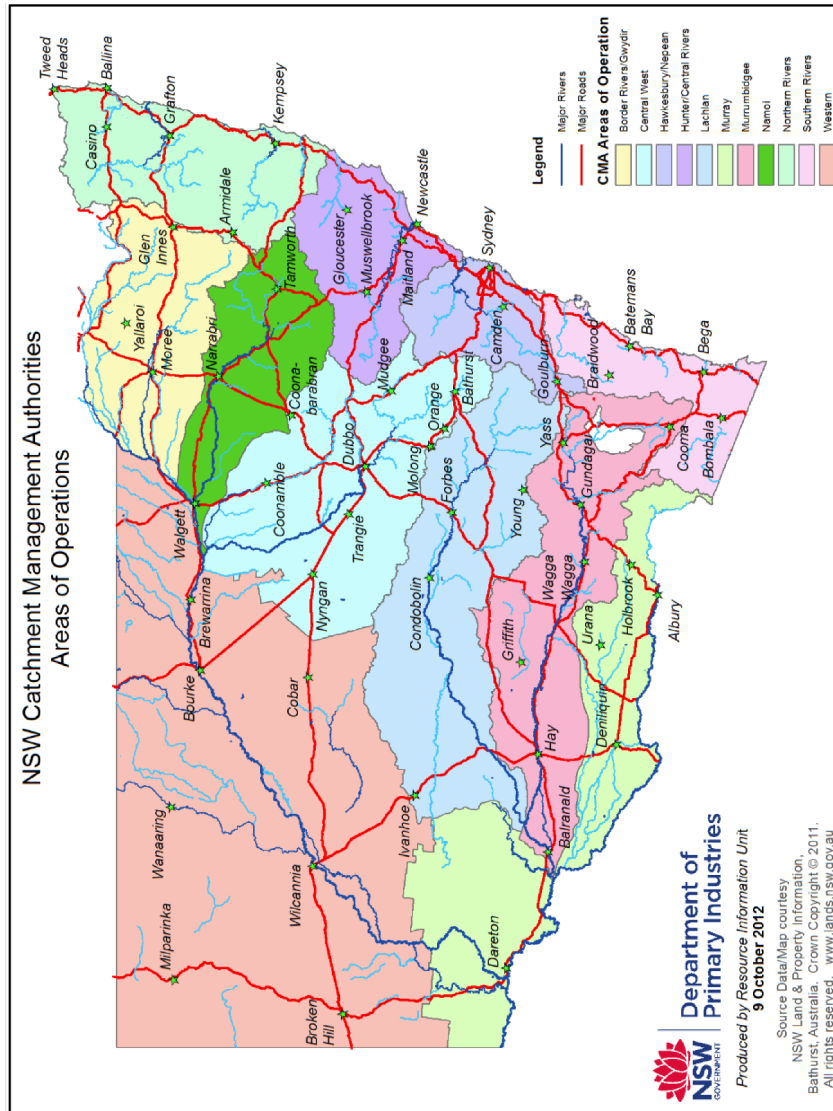 NSW Catchment Management Authorities
Areas of Operations
Tweed
Heads
Ballina
Casino
Grafton
Kempsey
Glen
Innes
Armidale
Yallaroi
Moree
Narrabri
Tamworth
Gloucester
Muswellbrook
Maitland
Newcastle
Sydney
Camden
Goulburn
Braidwood
Batemans
Bay
Bega
Cooma
Bombala
Yass
Gundagai
Coona-
barabran
Mudgee
Bathurst
Orange
Molong
Dubbo
Coonamble
Walgett
Trangie
Nyngan
Forbes
Young
Condobolin
Wagga
Wagga
Griffith
Urana
Holbrook
Albury
Deniliquin
Hay
Balranald
Ivanhoe
Cobar
Brewarrina
Bourke
Wanaaring
Wilcannia
Milparinka
Broken
Hill
Dareton
Legend
Major Rivers
Major Roads
CMA Areas of Operation
Border Rivers/Gwydir
Central West
Hawkesbury/Nepean
Hunter/Central Rivers
Lachlan
Murray
Murrumbidgee
Namoi
Northern Rivers
Southern Rivers
Western
NSW
GOVERNMENT
Department of
Primary Industries
Produced by Resource Information Unit
9 October 2012
Source Data/Map courtesy
NSW Land & Property Information,
Bathurst, Australia. Crown Copyright © 2011.
All rights reserved. www.lands.nsw.gov.au